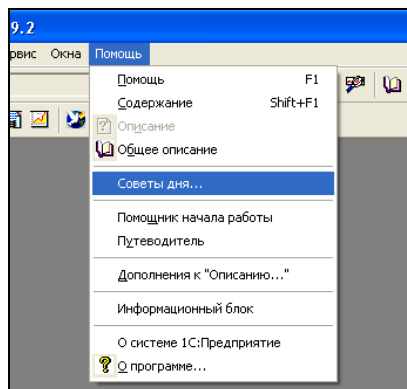 9.2
рвис Окна Помощь
Помощь F1
Содержание Shift+F1
Описание
Общее описание
Советы дня...
Помощник начала работы
Путеводитель
Дополнения к "Описанию..."
Информационный блок
О системе 1С:Предприятие
О программе...